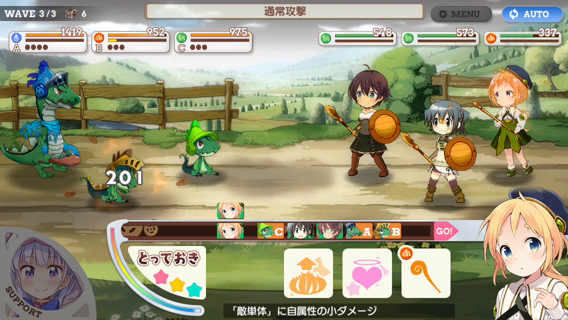 WAVE 3/3 6
通常攻撃
MENU
AUTO
1419
A
952
B
975
C
548
573
337
201
C
A
B
GO!
とっておき
SUPPORT
「敵単体」に自属性の小ダメージ